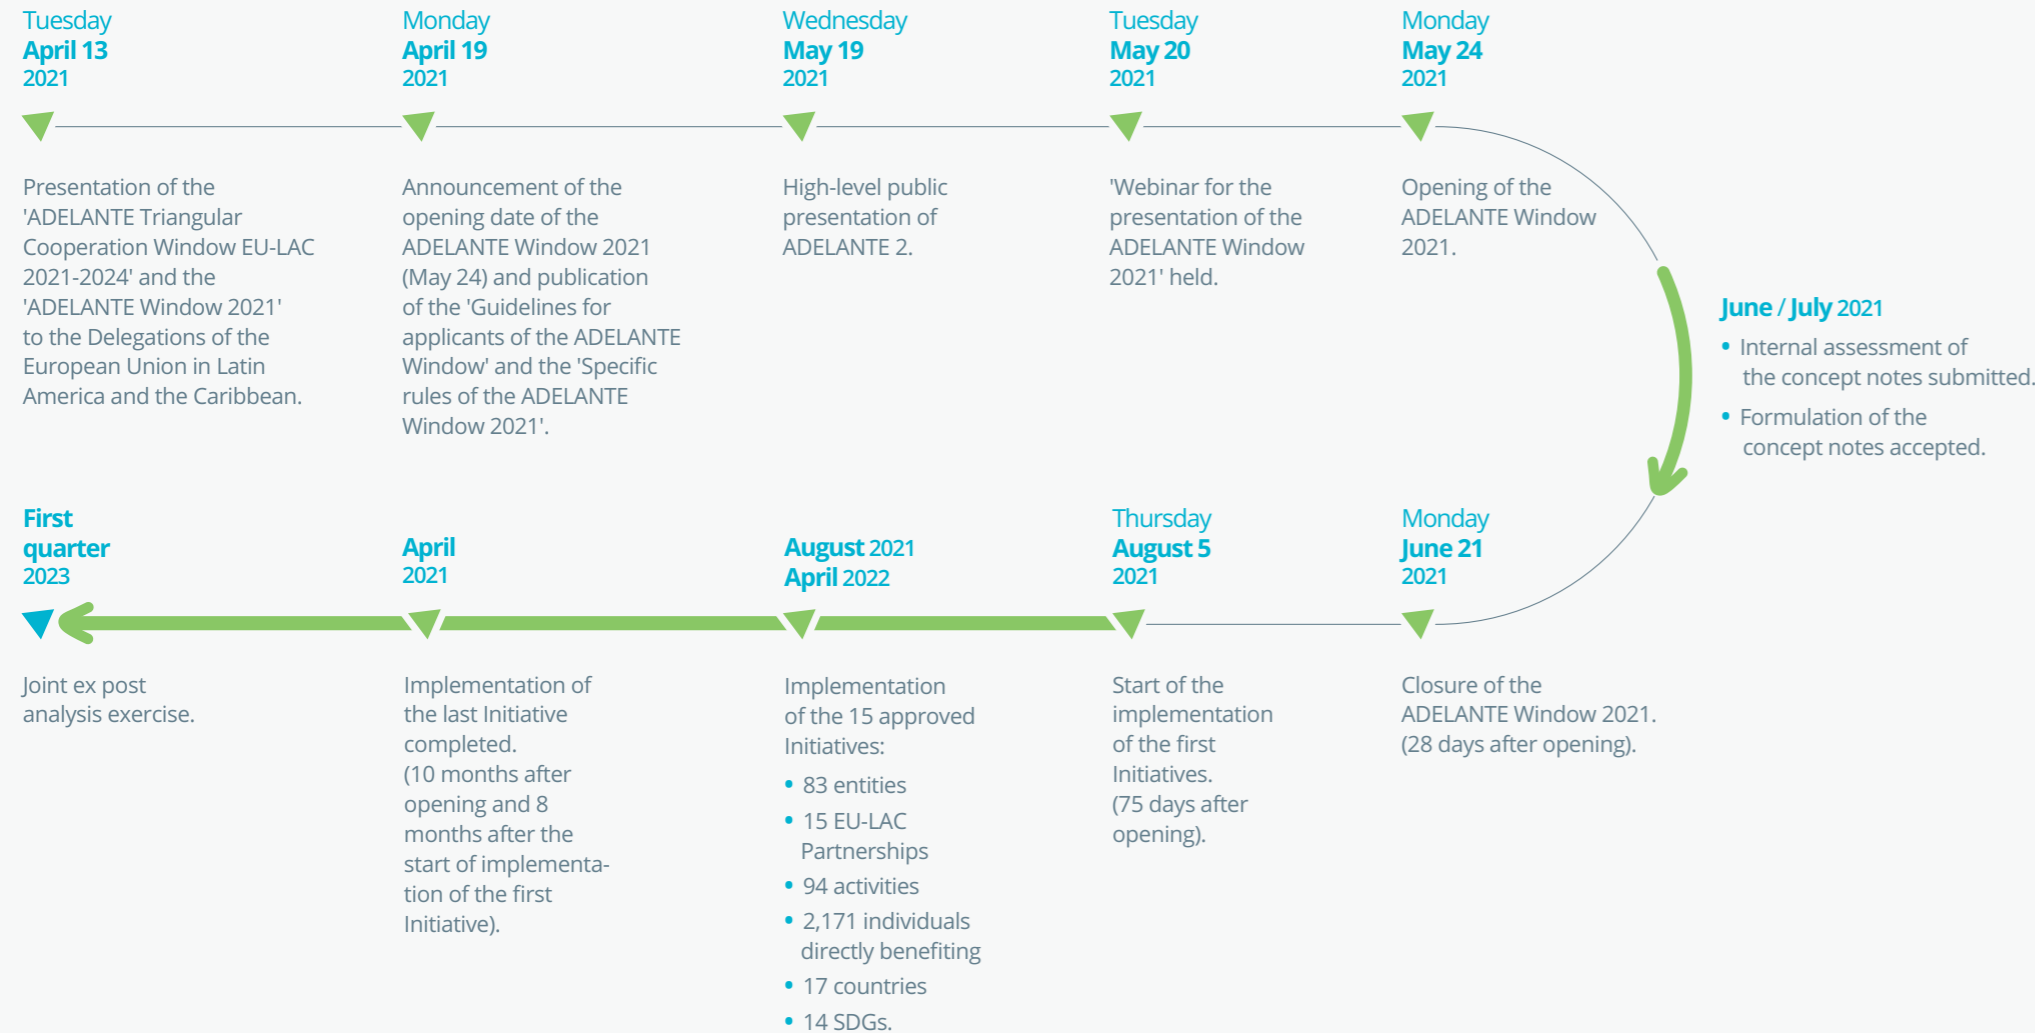 Tuesday
April 13
2021
Presentation of the
'ADELANTE Triangular
Cooperation Window EU-LAC
2021-2024' and the
'ADELANTE Window 2021'
to the Delegations of the
European Union in Latin
America and the Caribbean.
Monday
April 19
2021
Announcement of the
opening date of the
ADELANTE Window 2021
(May 24) and publication
of the 'Guidelines for
applicants of the ADELANTE
Window' and the 'Specific
rules of the ADELANTE
Window 2021'.
Wednesday
May 19
2021
High-level public
presentation of
ADELANTE 2.
Tuesday
May 20
2021
'Webinar for the
presentation of the
ADELANTE Window
2021' held.
Monday
May 24
2021
Opening of the
ADELANTE Window
2021.
June / July 2021
• Internal assessment of
the concept notes submitted.
• Formulation of the
concept notes accepted.
Monday
June 21
2021
Closure of the
ADELANTE Window 2021.
(28 days after opening).
Thursday
August 5
2021
Start of the
implementation
of the first
Initiatives.
(75 days after
opening).
August 2021
April 2022
Implementation
of the 15 approved
Initiatives:
• 83 entities
• 15 EU-LAC
Partnerships
• 94 activities
• 2,171 individuals
directly benefiting
• 17 countries
• 14 SDGs.
April
2021
Implementation of
the last Initiative
completed.
(10 months after
opening and 8
months after the
start of implementa-
tion of the first
Initiative).
First
quarter
2023
Joint ex post
analysis exercise.